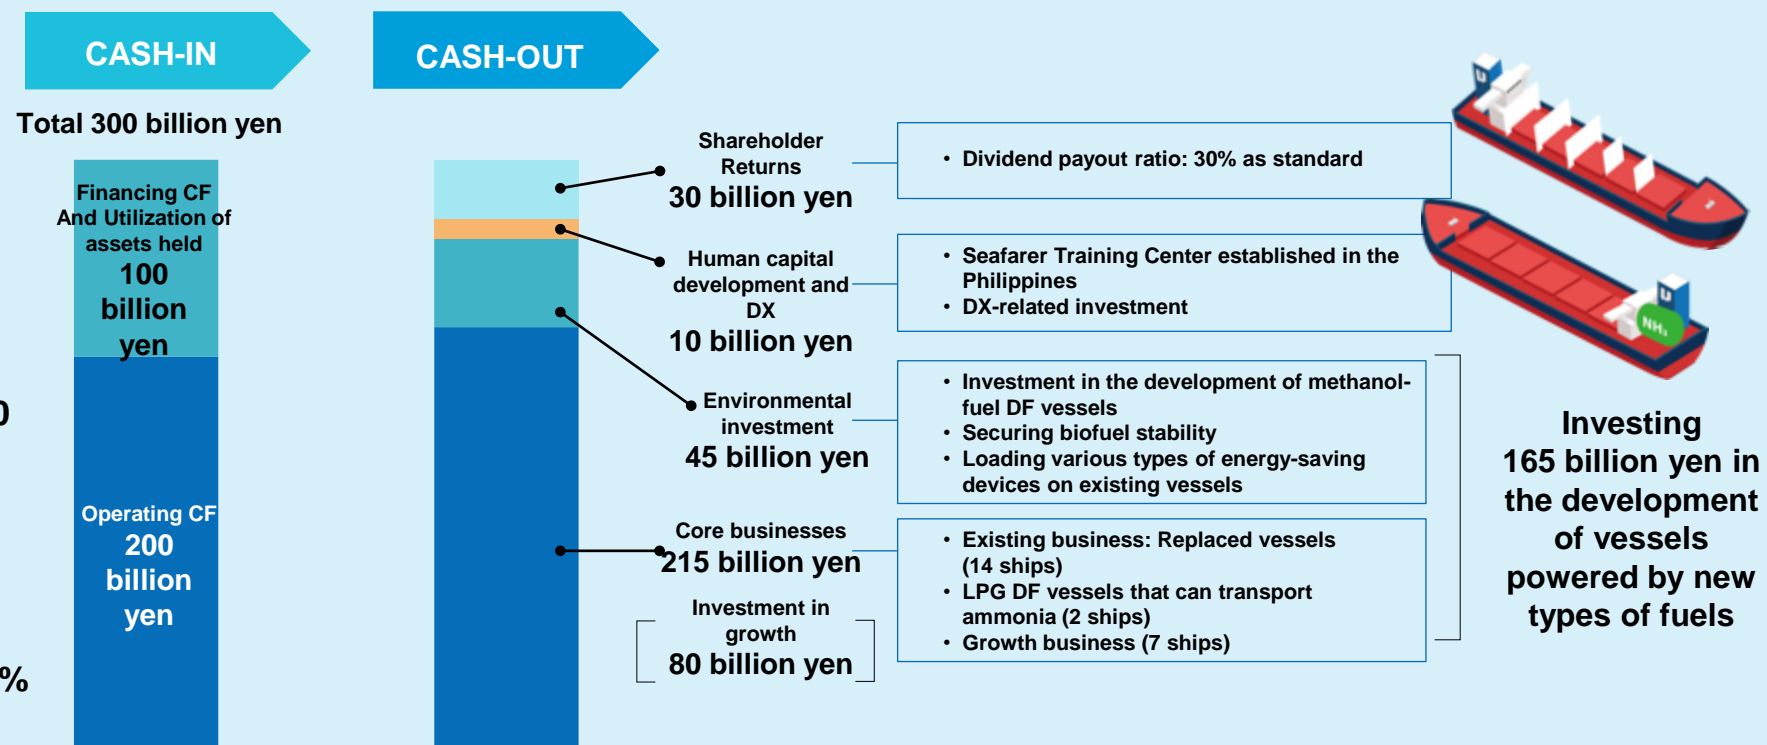 CASH-IN
CASH-OUT
Total 300 billion yen
Financing CF
And Utilization of
assets held
100
billion
yen
Operating CF
200
billion
yen
0
%
Shareholder
Returns
30 billion yen
• Dividend payout ratio: 30% as standard
Human capital
development and
DX
10 billion yen
• Seafarer Training Center established in the
Philippines
• DX-related investment
Environmental
investment
45 billion yen
• Investment in the development of methanol-
fuel DF vessels
• Securing biofuel stability
• Loading various types of energy-saving
devices on existing vessels
Core businesses
215 billion yen
Investment in
growth
80 billion yen
• Existing business: Replaced vessels
(14 ships)
• LPG DF vessels that can transport
ammonia (2 ships)
• Growth business (7 ships)
U
U
NH₃
Investing
165 billion yen in
the development
of vessels
powered by new
types of fuels